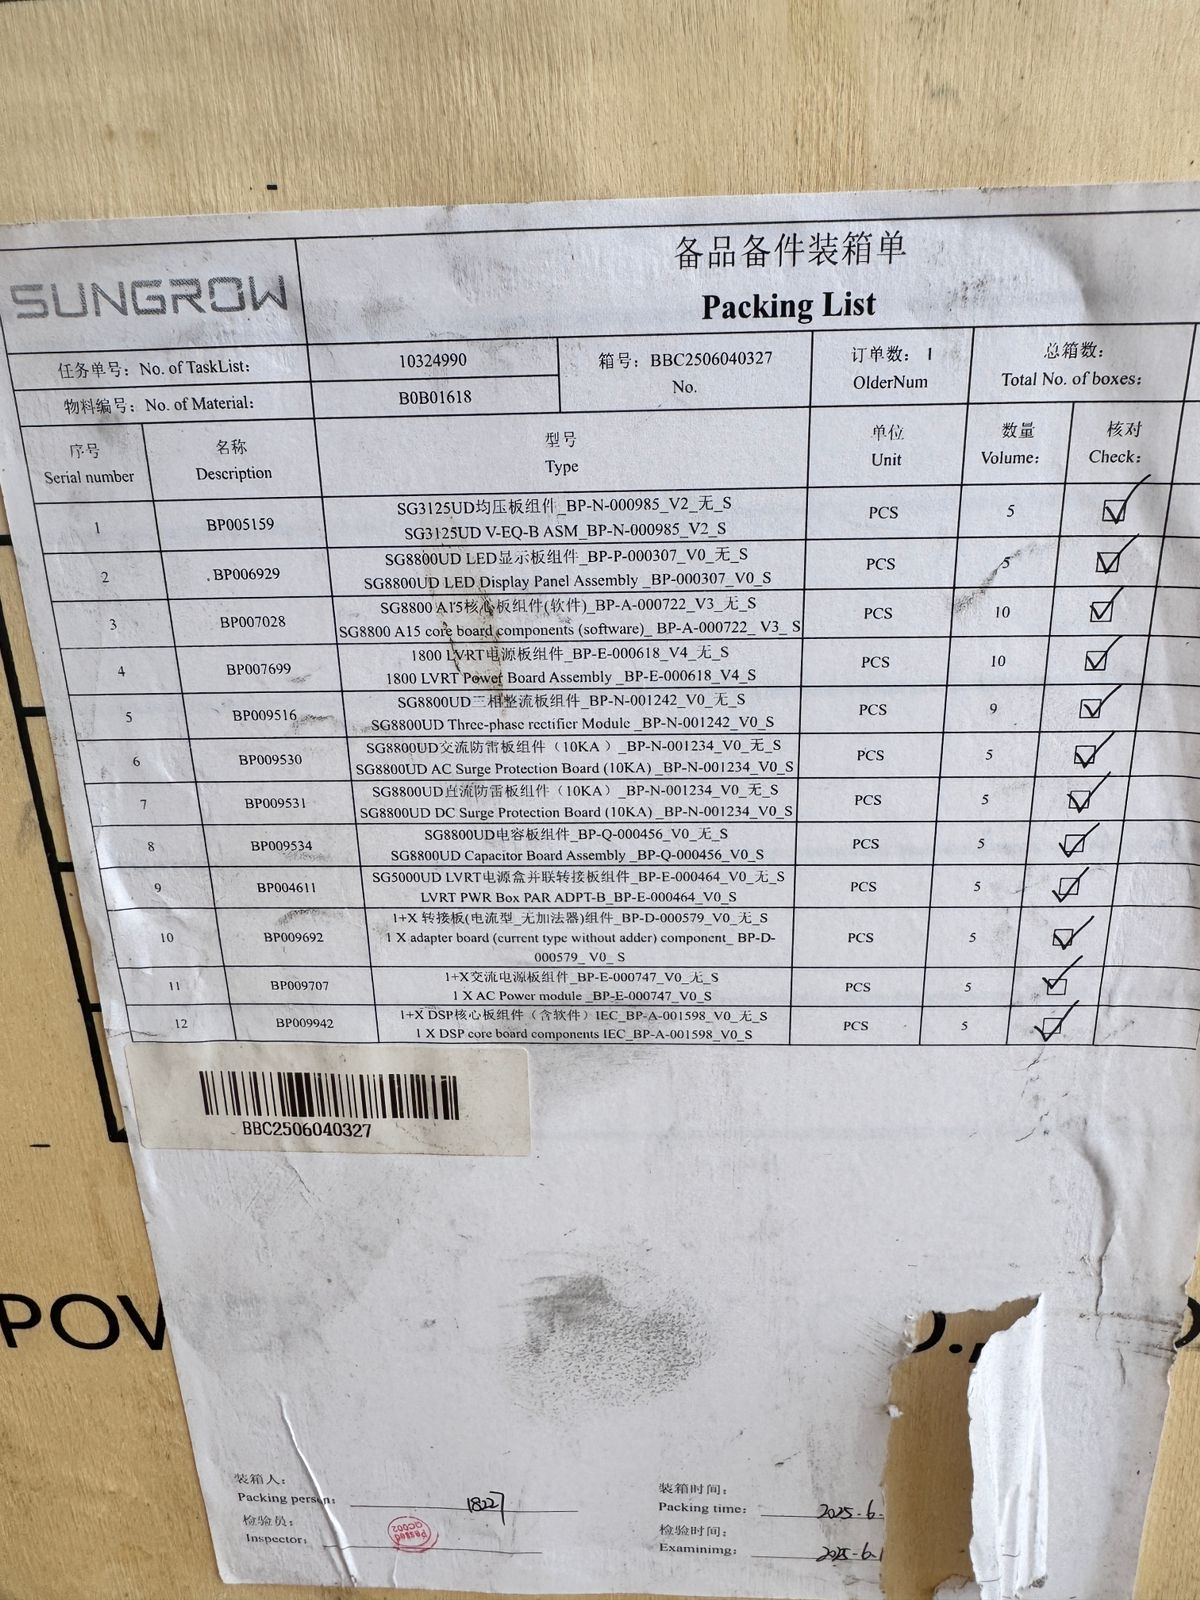 SUNGROW
备品备件装箱单
Packing List
任务单号: No. of TaskList:
10324990
箱号: BBC2506040327
No.
订单数: 1
OlderNum
总箱数:
Total No. of boxes:
物料编号: No. of Material:
B0B01618
序号
Serial number
名称
Description
型号
Type
单位
Unit
数量
Volume:
核对
Check:
1
BP005159
SG3125UD均压板组件_BP-N-000985_V2_无_S
SG3125UD V-EQ-B ASM_BP-N-000985_V2_S
PCS
5
2
BP006929
SG8800UD LED显示板组件_BP-P-000307_V0_无_S
SG8800UD LED Display Panel Assembly _BP-000307_V0_S
PCS
5
3
BP007028
SG8800 A15核心板组件(软件)_BP-A-000722_V3_无_S
SG8800 A15 core board components (software)_ BP-A-000722_ V3_ S
PCS
10
4
BP007699
1800 LVRT电源板组件_BP-E-000618_V4_无_S
1800 LVRT Power Board Assembly _BP-E-000618_V4_S
PCS
10
5
BP009516
SG8800UD三相整流板组件_BP-N-001242_V0_无_S
SG8800UD Three-phase rectifier Module _BP-N-001242_V0_S
PCS
9
6
BP009530
SG8800UD交流防雷板组件（10KA）_BP-N-001234_V0_无_S
SG8800UD AC Surge Protection Board (10KA) _BP-N-001234_V0_S
PCS
5
7
BP009531
SG8800UD直流防雷板组件（10KA）_BP-N-001234_V0_无_S
SG8800UD DC Surge Protection Board (10KA) _BP-N-001234_V0_S
PCS
5
8
BP009534
SG8800UD电容板组件_BP-Q-000456_V0_无_S
SG8800UD Capacitor Board Assembly _BP-Q-000456_V0_S
PCS
5
9
BP004611
SG5000UD LVRT电源盒并联转接板组件_BP-E-000464_V0_无_S
LVRT PWR Box PAR ADPT-B_BP-E-000464_V0_S
PCS
5
10
BP009692
1+X 转接板(电流型_无加法器)组件_BP-D-000579_V0_无_S
1 X adapter board (current type without adder) component_ BP-D-
000579_ V0_ S
PCS
5
11
BP009707
1+X交流电源板组件_BP-E-000747_V0_无_S
1 X AC Power module _BP-E-000747_V0_S
PCS
5
12
BP009942
1+X DSP核心板组件（含软件）IEC_BP-A-001598_V0_无_S
1 X DSP core board components IEC_BP-A-001598_V0_S
PCS
5
BBC2506040327
POW
装箱人:
Packing person:
18227
装箱时间:
Packing time:
2025-6-
检验员:
Inspector:
Passed
QC002
检验时间:
Examinimg:
2025-6-1